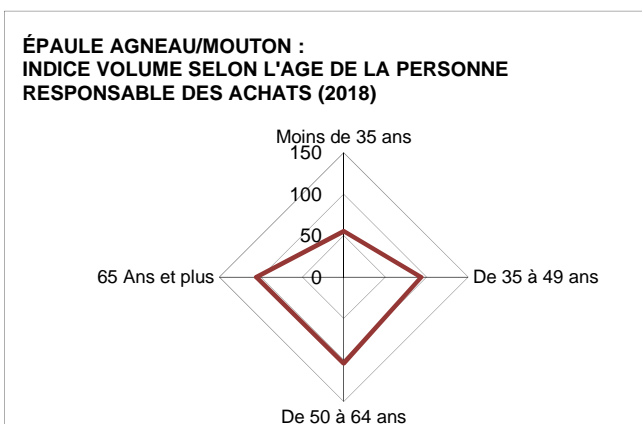 ÉPAULE AGNEAU/MOUTON :
INDICE VOLUME SELON L'AGE DE LA PERSONNE
RESPONSABLE DES ACHATS (2018)
Moins de 35 ans
150
100
50
65 Ans et plus
0
De 35 à 49 ans
De 50 à 64 ans